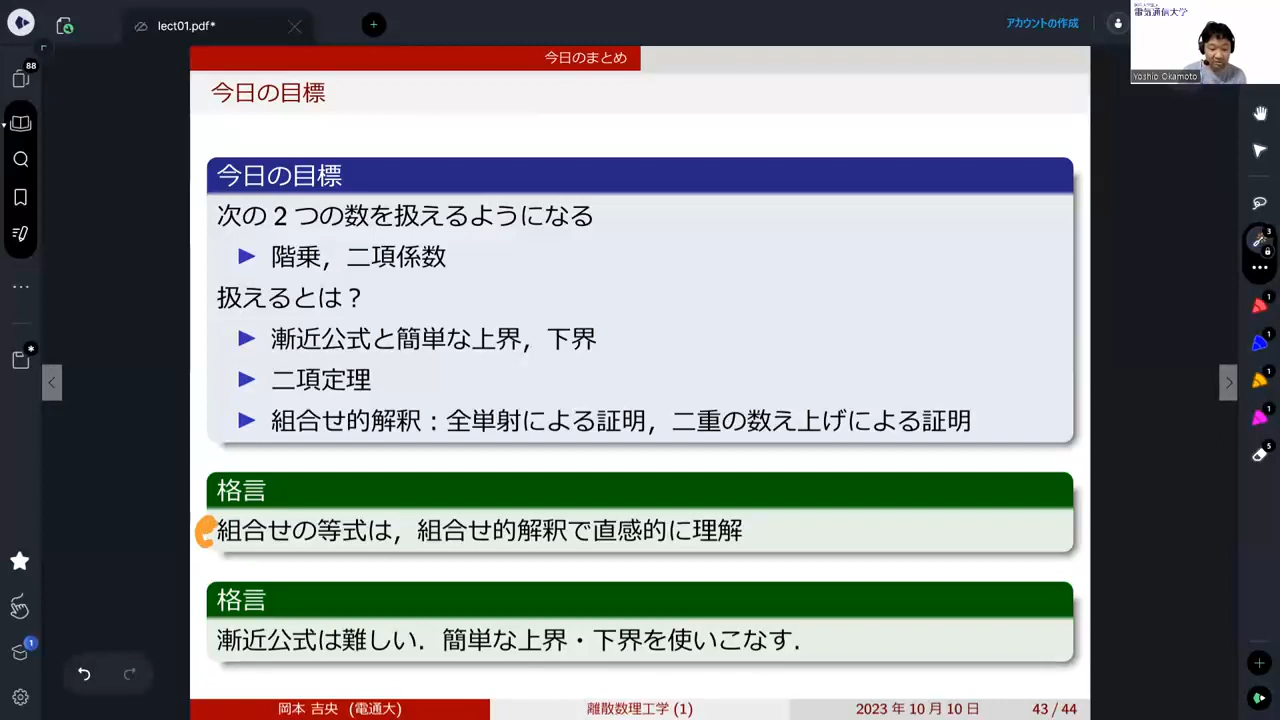 lect01.pdf*
アカウントの作成
電気通信大学
Yoshio Okamoto
88
今日のまとめ
今日の目標
今日の目標
次の 2 つの数を扱えるようになる
階乗，二項係数
扱えるとは？
漸近公式と簡単な上界，下界
二項定理
組合せ的解釈：全単射による証明，二重の数え上げによる証明
格言
組合せの等式は，組合せ的解釈で直感的に理解
格言
漸近公式は難しい．簡単な上界・下界を使いこなす．
岡本 吉央 (電通大)
離散数理工学 (1)
2023 年 10 月 10 日
43 / 44
3
1
1
1
1
5
1